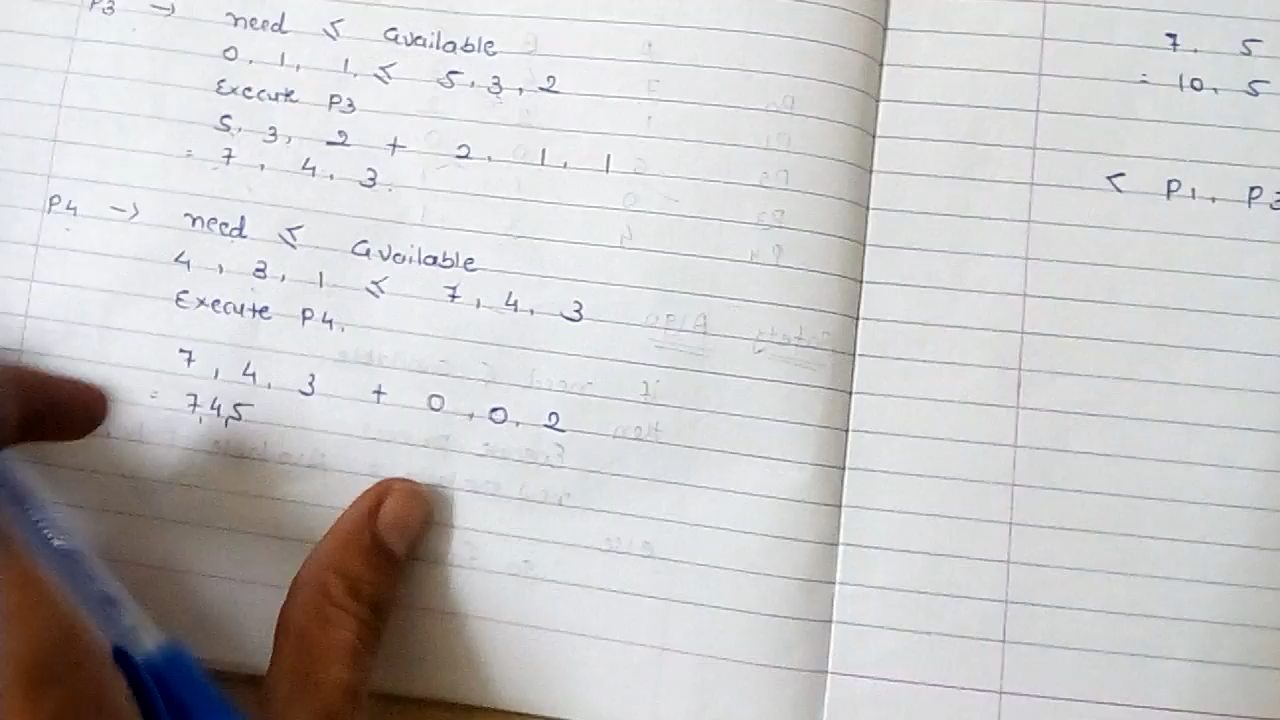 P3 → need ≤ available
0, 1, 1, ≤ 5, 3, 2
Execute P3
5, 3, 2 + 2, 1, 1
= 7, 4, 3.
P4 → need ≤ available
4, 3, 1 ≤ 7, 4, 3
Execute P4.
7, 4, 3 + 0, 0, 2
= 7,4,5
7, 5
= 10, 5
< P1, P3